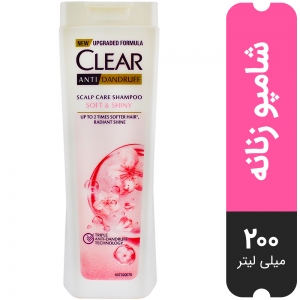 NEW UPGRADED FORMULA
CLEAR
ANTI DANDRUFF
SCALP CARE SHAMPOO
SOFT & SHINY
UP TO 2 TIMES SOFTER HAIR*,
RADIANT SHINE
TRIPLE
ANTI-DANDRUFF
TECHNOLOGY
شامپو زنانه
۲۰۰
میلی لیتر